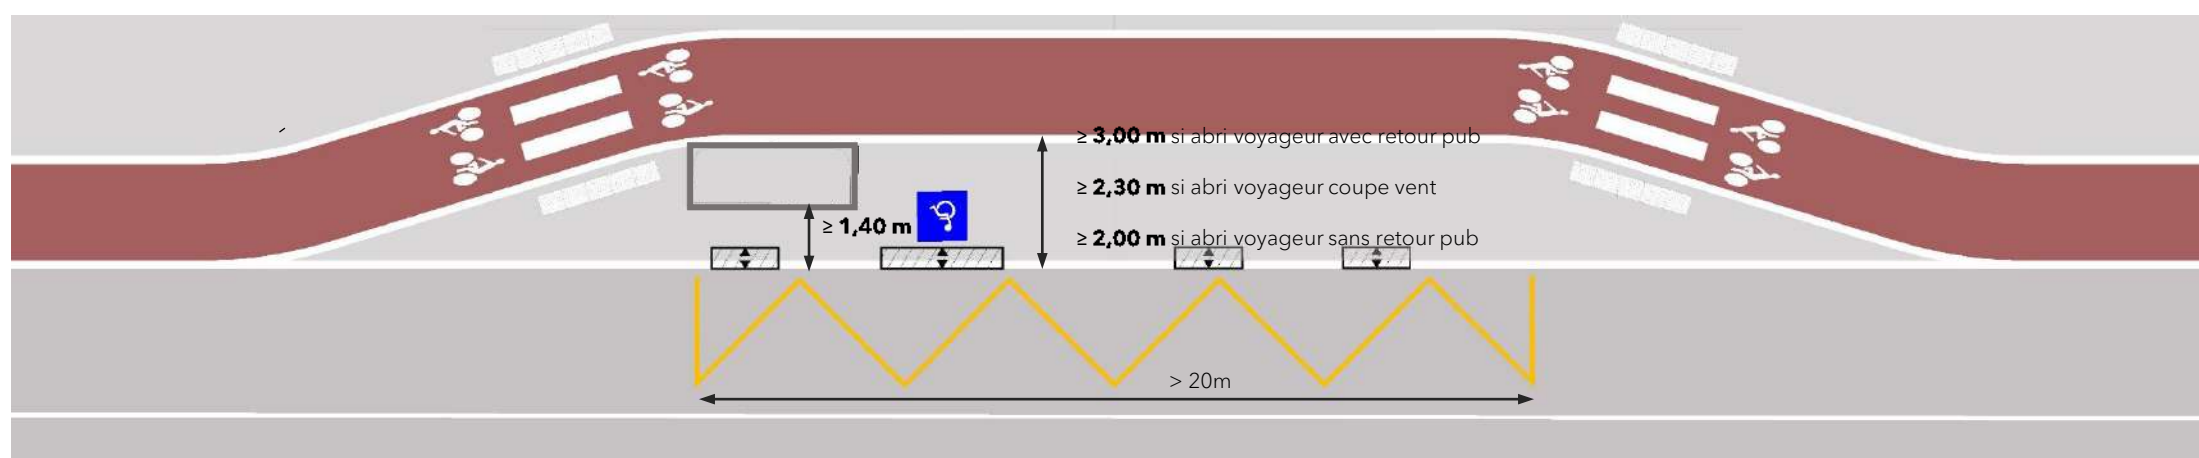 ≥ 3,00 m si abri voyageur avec retour pub
≥ 2,30 m si abri voyageur coupe vent
≥ 1,40 m
≥ 2,00 m si abri voyageur sans retour pub
> 20m